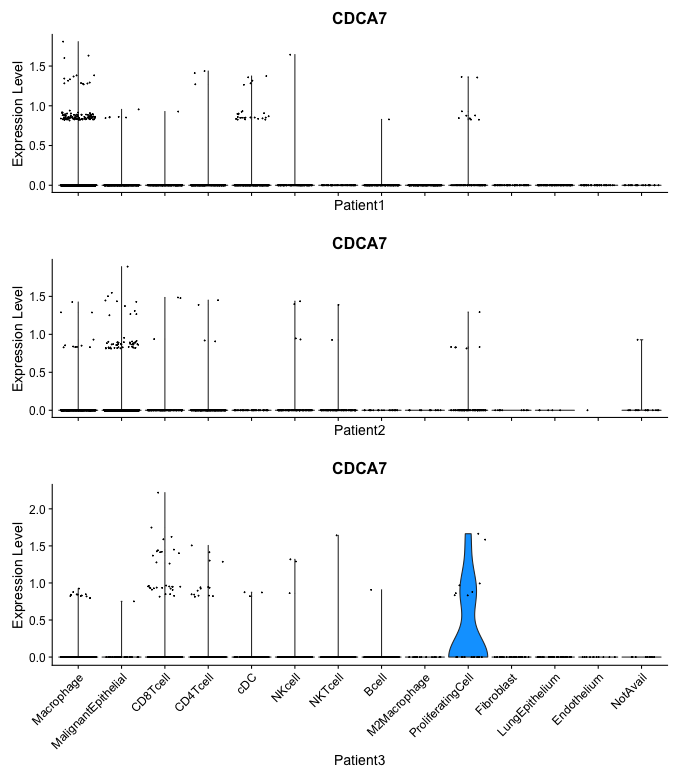 CDCA7
Expression Level
1.5
1.0
0.5
0.0
Patient1
CDCA7
Expression Level
1.5
1.0
0.5
0.0
Patient2
CDCA7
Expression Level
2.0
1.5
1.0
0.5
0.0
Macrophage
MalignantEpithelial
CD8Tcell
CD4Tcell
cDC
NKcell
NKTcell
Bcell
M2Macrophage
ProliferatingCell
Fibroblast
LungEpithelium
Endothelium
NotAvail
Patient3